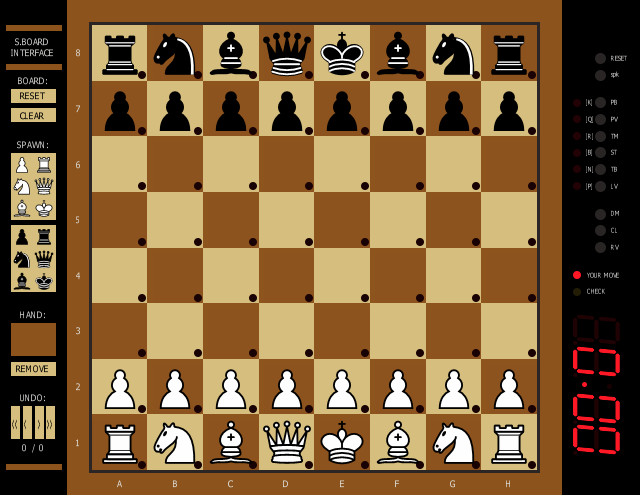 S.BOARD
INTERFACE
BOARD:
RESET
CLEAR
SPAWN:
HAND:
REMOVE
UNDO:
⟨⟨ ⟨ ⟩ ⟩⟩
0 / 0
8
7
6
5
4
3
2
1
A B C D E F G H
RESET
spk
[K] PB
[Q] PV
[R] TM
[B] ST
[N] TB
[P] LV
DM
CL
RV
YOUR MOVE
CHECK